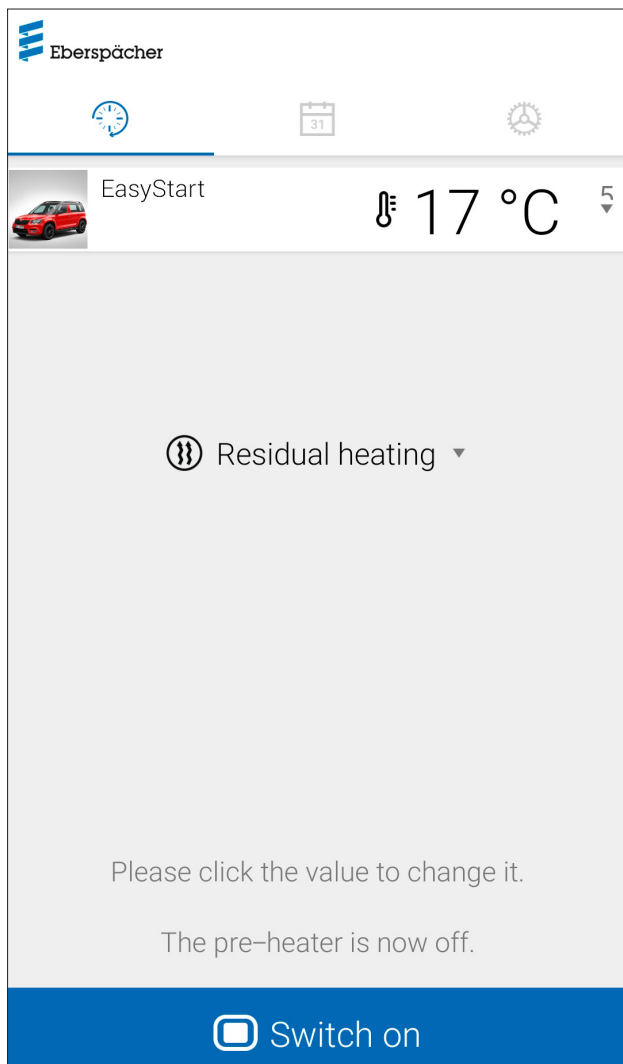 Eberspächer
31
EasyStart
17 °C
5
Residual heating
Please click the value to change it.
The pre-heater is now off.
Switch on